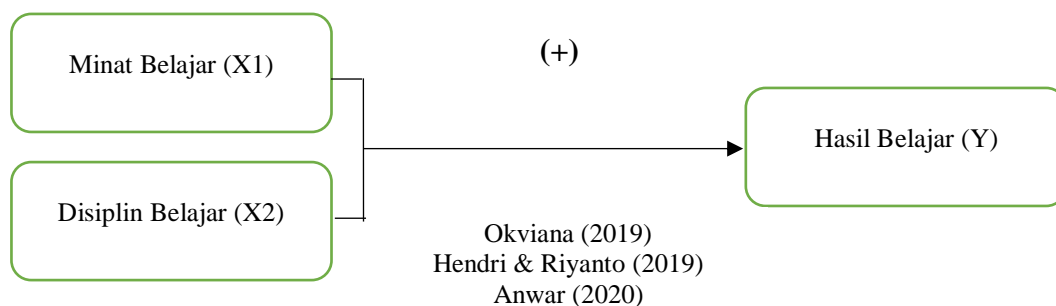 Minat Belajar (X1)
(+)
Hasil Belajar (Y)
Disiplin Belajar (X2)
Okviana (2019)
Hendri & Riyanto (2019)
Anwar (2020)